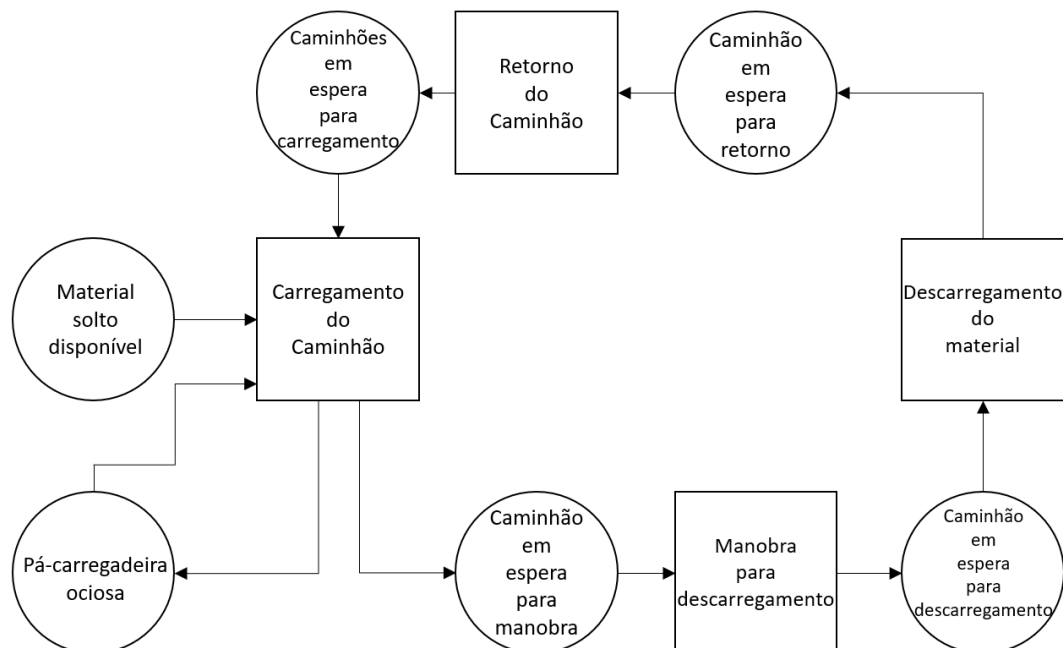 Caminhões
em
espera
para
carregamento
Retorno
do
Caminhão
Caminhão
em
espera
para
retorno
Material
solto
disponível
Carregamento
do
Caminhão
Descarregamento
do
material
Pá-carregadeira
ociosa
Caminhão
em
espera
para
manobra
Manobra
para
descarregamento
Caminhão
em
espera
para
descarregamento